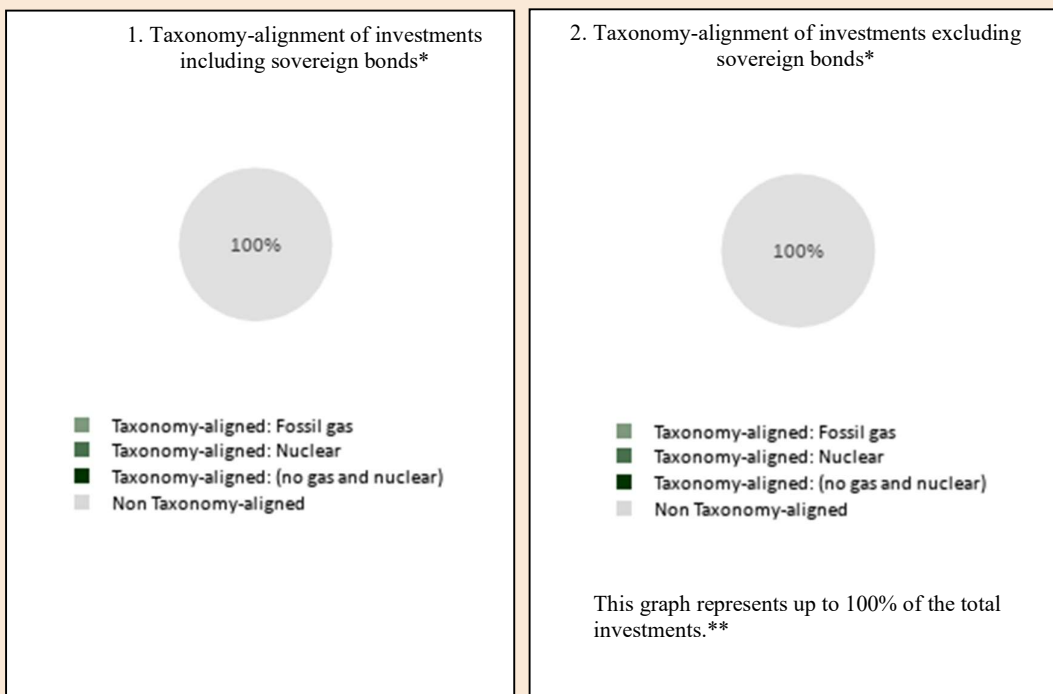 1. Taxonomy-alignment of investments
including sovereign bonds*
100%
Taxonomy-aligned: Fossil gas
Taxonomy-aligned: Nuclear
Taxonomy-aligned: (no gas and nuclear)
Non Taxonomy-aligned
2. Taxonomy-alignment of investments excluding
sovereign bonds*
100%
Taxonomy-aligned: Fossil gas
Taxonomy-aligned: Nuclear
Taxonomy-aligned: (no gas and nuclear)
Non Taxonomy-aligned
This graph represents up to 100% of the total
investments.**